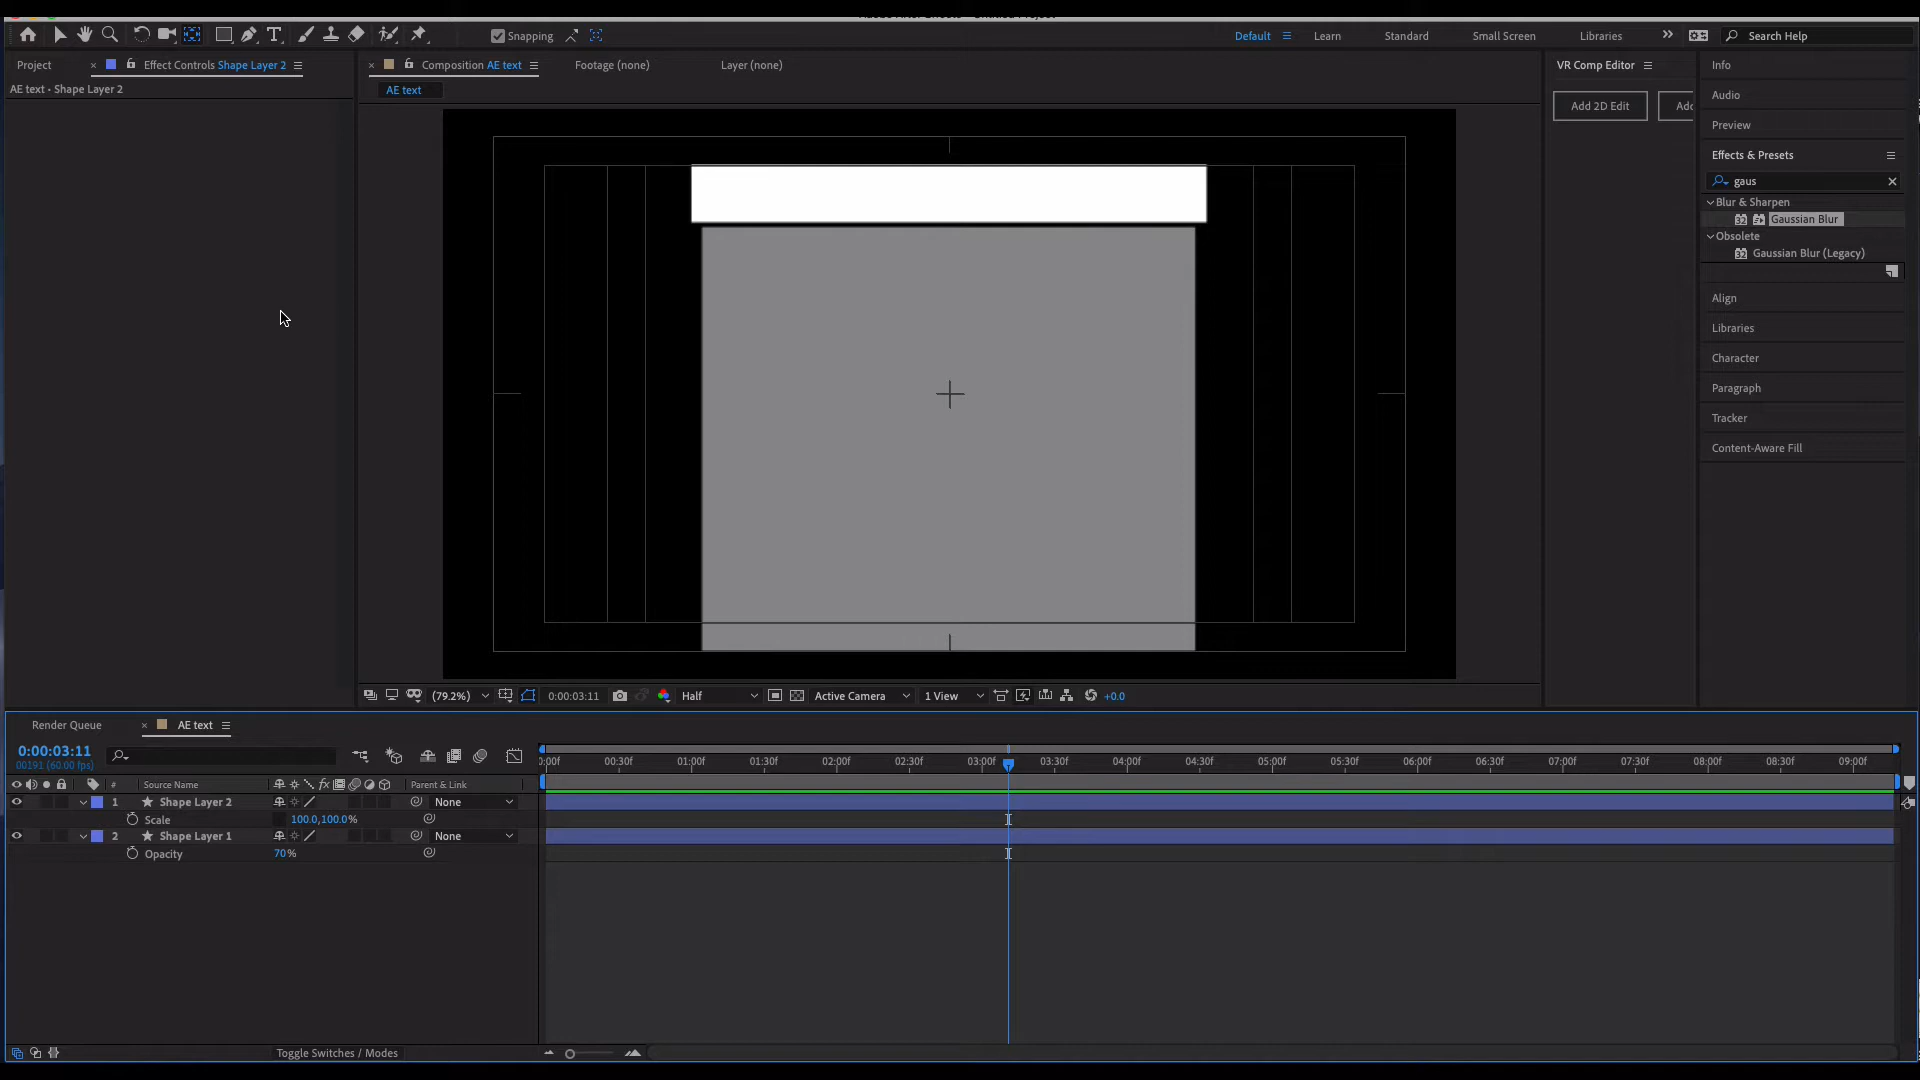 Snapping
Default
Learn
Standard
Small Screen
Libraries
Search Help
Project
Effect Controls Shape Layer 2
Composition AE text
Footage (none)
Layer (none)
VR Comp Editor
Info
AE text • Shape Layer 2
AE text
Add 2D Edit
Adc
Audio
Preview
Effects & Presets
gaus
Blur & Sharpen
Gaussian Blur
Obsolete
Gaussian Blur (Legacy)
Align
Libraries
Character
Paragraph
Tracker
Content-Aware Fill
(79.2%)
0:00:03:11
Half
Active Camera
1 View
+0.0
Render Queue
AE text
0:00:03:11
00191 (60.00 fps)
0:00f 00:30f 01:00f 01:30f 02:00f 02:30f 03:00f 03:30f 04:00f 04:30f 05:00f 05:30f 06:00f 06:30f 07:00f 07:30f 08:00f 08:30f 09:00f
# Source Name
Parent & Link
1 Shape Layer 2 None
Scale 100.0,100.0%
2 Shape Layer 1 None
Opacity 70%
Toggle Switches / Modes